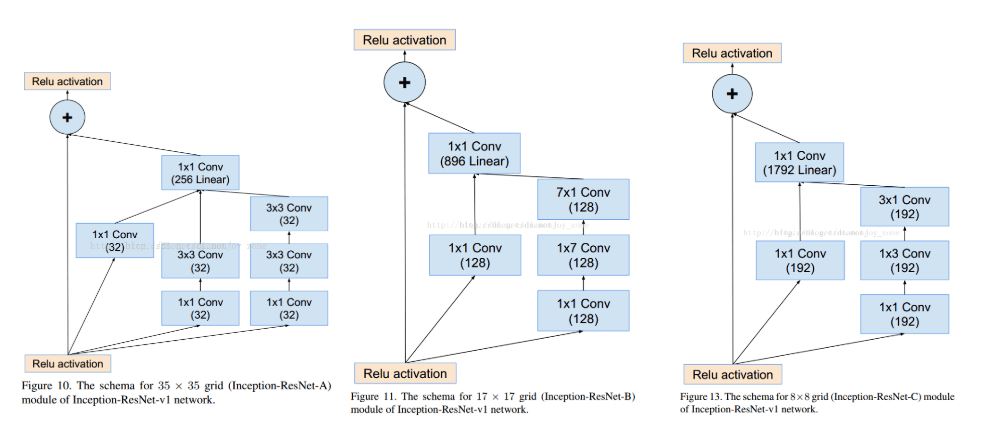 Relu activation
+
1x1 Conv
(256 Linear)
3x3 Conv
(32)
1x1 Conv
(32)
3x3 Conv
(32)
3x3 Conv
(32)
1x1 Conv
(32)
1x1 Conv
(32)
Relu activation
Figure 10. The schema for 35 × 35 grid (Inception-ResNet-A)
module of Inception-ResNet-v1 network.
Relu activation
+
1x1 Conv
(896 Linear)
7x1 Conv
(128)
1x1 Conv
(128)
1x7 Conv
(128)
1x1 Conv
(128)
Relu activation
Figure 11. The schema for 17 × 17 grid (Inception-ResNet-B)
module of Inception-ResNet-v1 network.
Relu activation
+
1x1 Conv
(1792 Linear)
3x1 Conv
(192)
1x1 Conv
(192)
1x3 Conv
(192)
1x1 Conv
(192)
Relu activation
Figure 13. The schema for 8×8 grid (Inception-ResNet-C) module
of Inception-ResNet-v1 network.